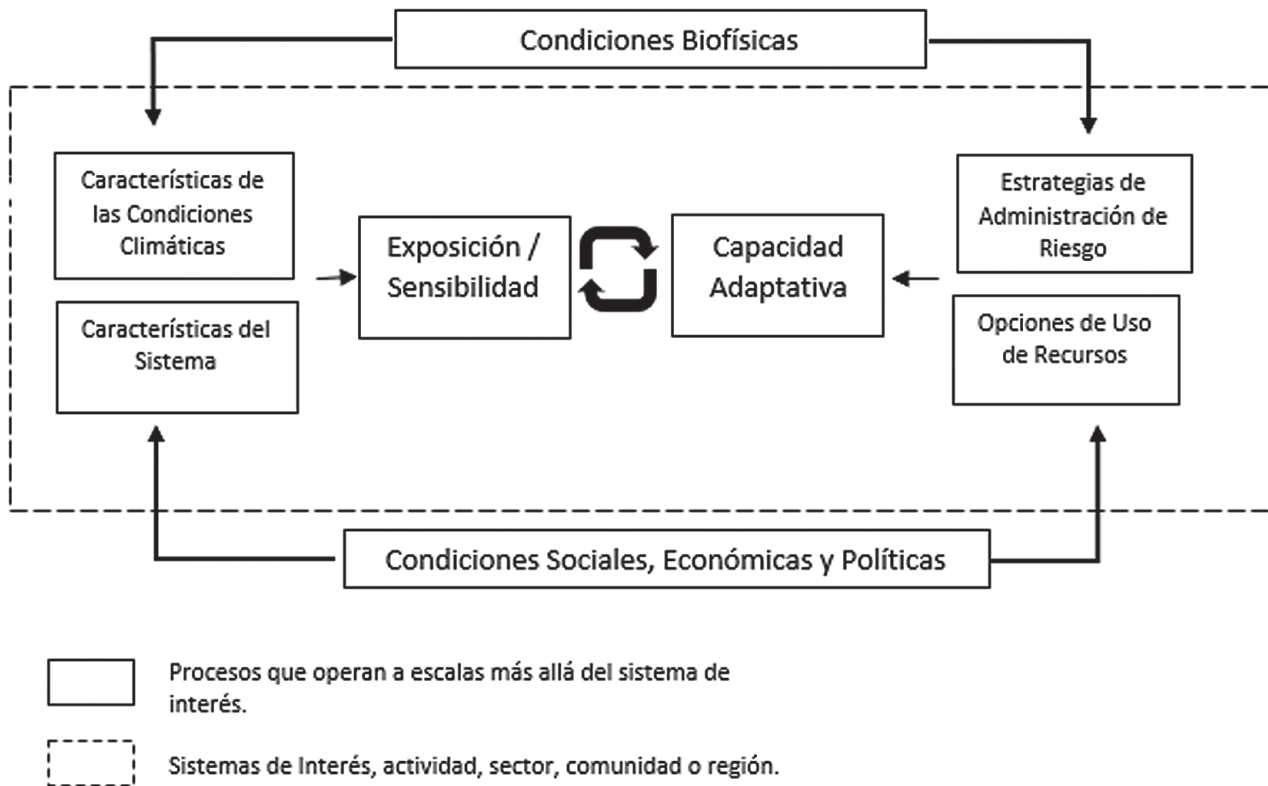 Condiciones Biofísicas
Características de
las Condiciones
Climáticas
Exposición /
Sensibilidad
Capacidad
Adaptativa
Estrategias de
Administración de
Riesgo
Características del
Sistema
Opciones de Uso
de Recursos
Condiciones Sociales, Económicas y Políticas
Procesos que operan a escalas más allá del sistema de
interés.
Sistemas de Interés, actividad, sector, comunidad o región.